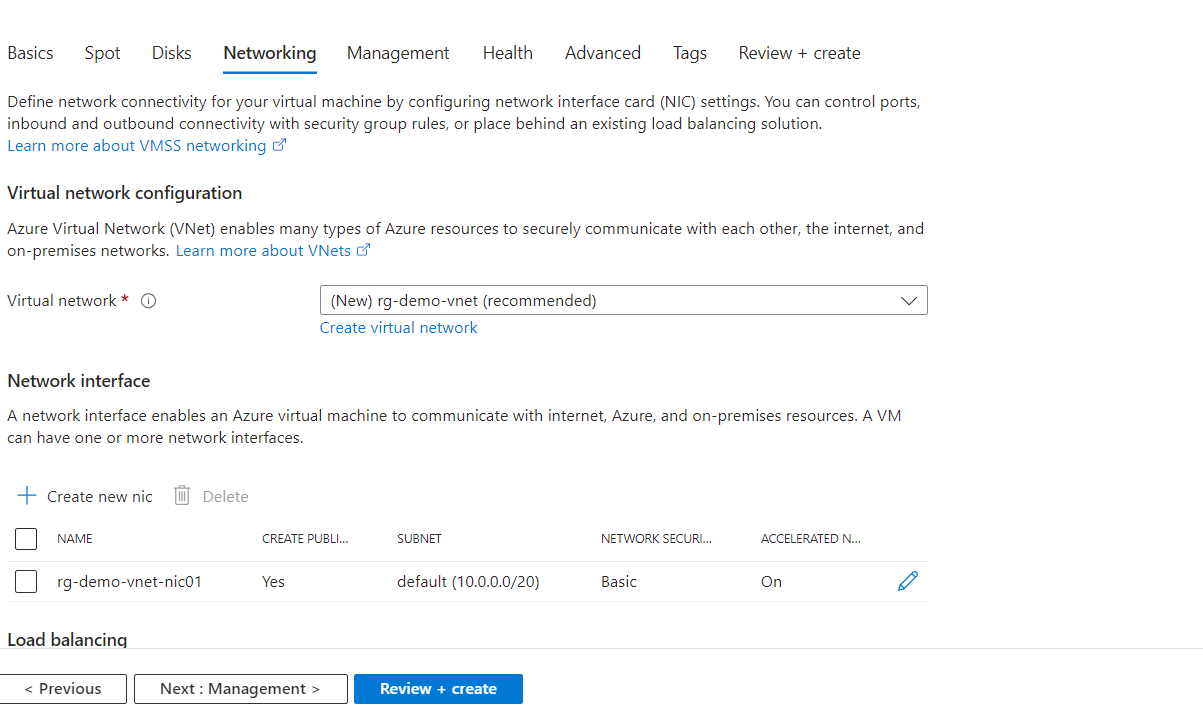 Basics Spot Disks Networking Management Health Advanced Tags Review + create
Define network connectivity for your virtual machine by configuring network interface card (NIC) settings. You can control ports,
inbound and outbound connectivity with security group rules, or place behind an existing load balancing solution.
Learn more about VMSS networking
Virtual network configuration
Azure Virtual Network (VNet) enables many types of Azure resources to securely communicate with each other, the internet, and
on-premises networks. Learn more about VNets
Virtual network * (New) rg-demo-vnet (recommended)
Create virtual network
Network interface
A network interface enables an Azure virtual machine to communicate with internet, Azure, and on-premises resources. A VM
can have one or more network interfaces.
Create new nic Delete
NAME CREATE PUBLI... SUBNET NETWORK SECURI... ACCELERATED N...
rg-demo-vnet-nic01 Yes default (10.0.0.0/20) Basic On
Load balancing
< Previous Next : Management > Review + create